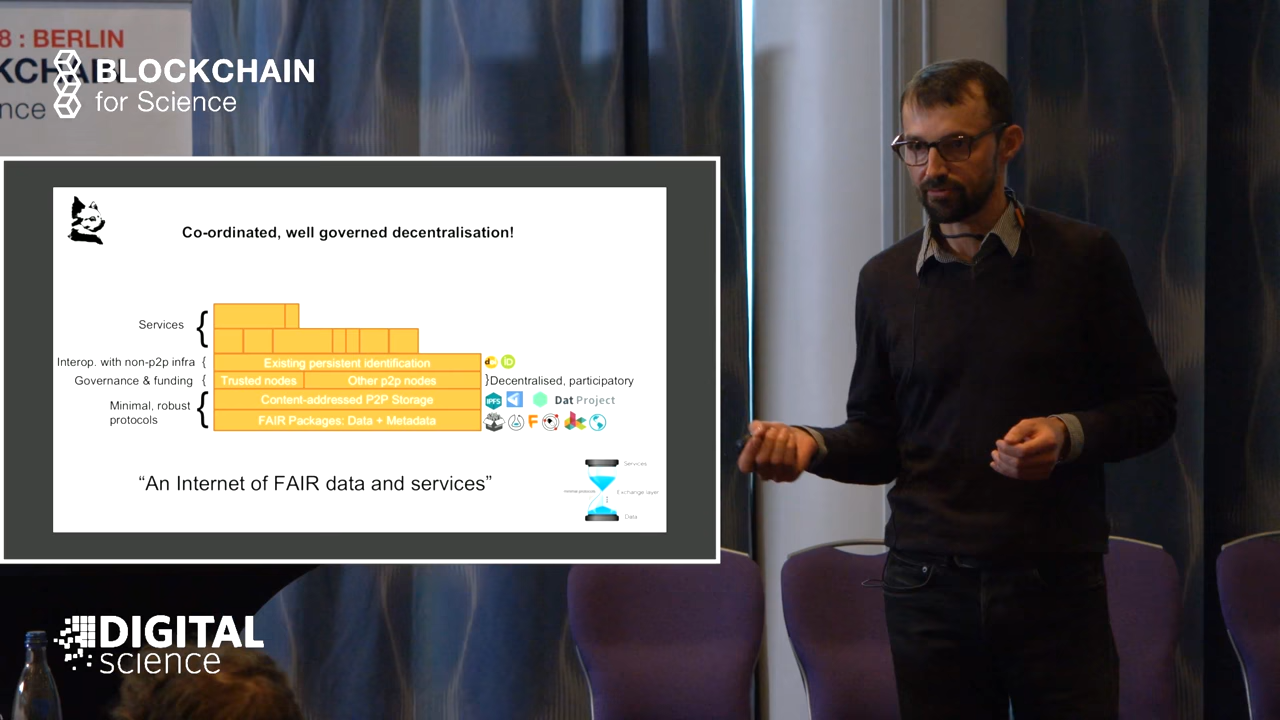 8 : BERLIN
BLOCKCHAIN
for Science
Co-ordinated, well governed decentralisation!
Services
Interop. with non-p2p infra
Existing persistent identification
iD
Governance & funding
Trusted nodes
Other p2p nodes
Decentralised, participatory
Minimal, robust
protocols
Content-addressed P2P Storage
IPFS
Dat Project
FAIR Packages: Data + Metadata
“An Internet of FAIR data and services”
Services
Exchange layer
Data
DIGITAL
science